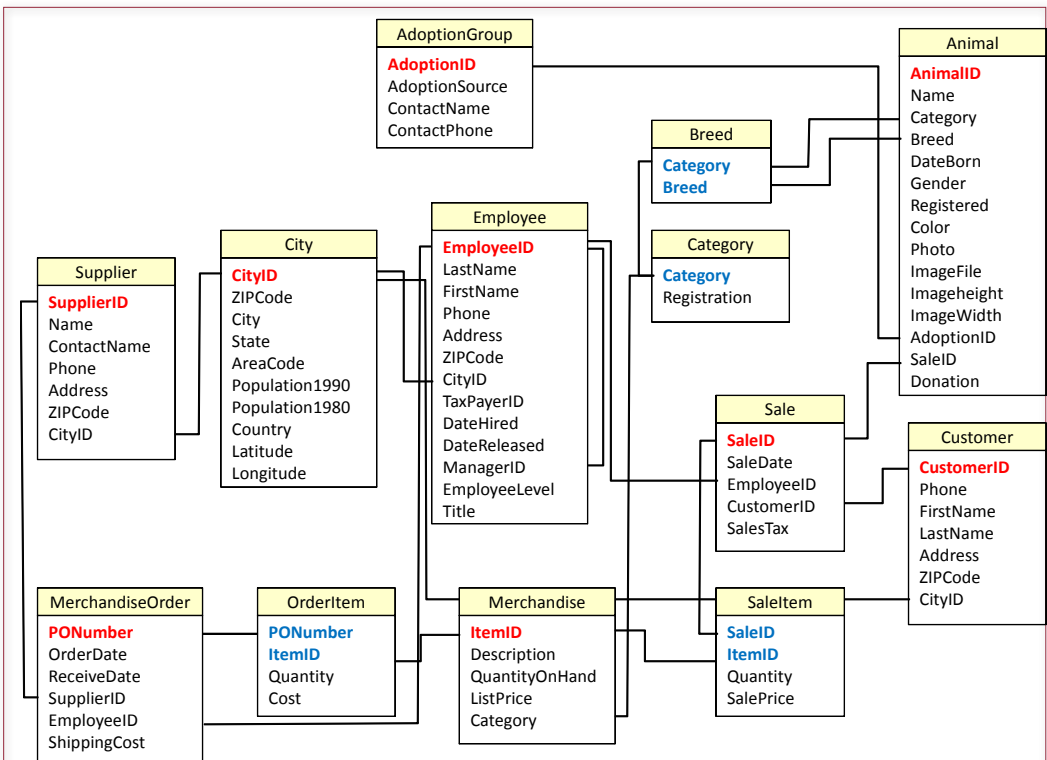 AdoptionGroup
AdoptionID
AdoptionSource
ContactName
ContactPhone
Animal
AnimalID
Name
Category
Breed
DateBorn
Gender
Registered
Color
Photo
ImageFile
Imageheight
ImageWidth
AdoptionID
SaleID
Donation
Breed
Category
Breed
Employee
EmployeeID
LastName
FirstName
Phone
Address
ZIPCode
CityID
TaxPayerID
DateHired
DateReleased
ManagerID
EmployeeLevel
Title
City
CityID
ZIPCode
City
State
AreaCode
Population1990
Population1980
Country
Latitude
Longitude
Category
Category
Registration
Supplier
SupplierID
Name
ContactName
Phone
Address
ZIPCode
CityID
Sale
SaleID
SaleDate
EmployeeID
CustomerID
SalesTax
Customer
CustomerID
Phone
FirstName
LastName
Address
ZIPCode
CityID
MerchandiseOrder
PONumber
OrderDate
ReceiveDate
SupplierID
EmployeeID
ShippingCost
OrderItem
PONumber
ItemID
Quantity
Cost
Merchandise
ItemID
Description
QuantityOnHand
ListPrice
Category
SaleItem
SaleID
ItemID
Quantity
SalePrice